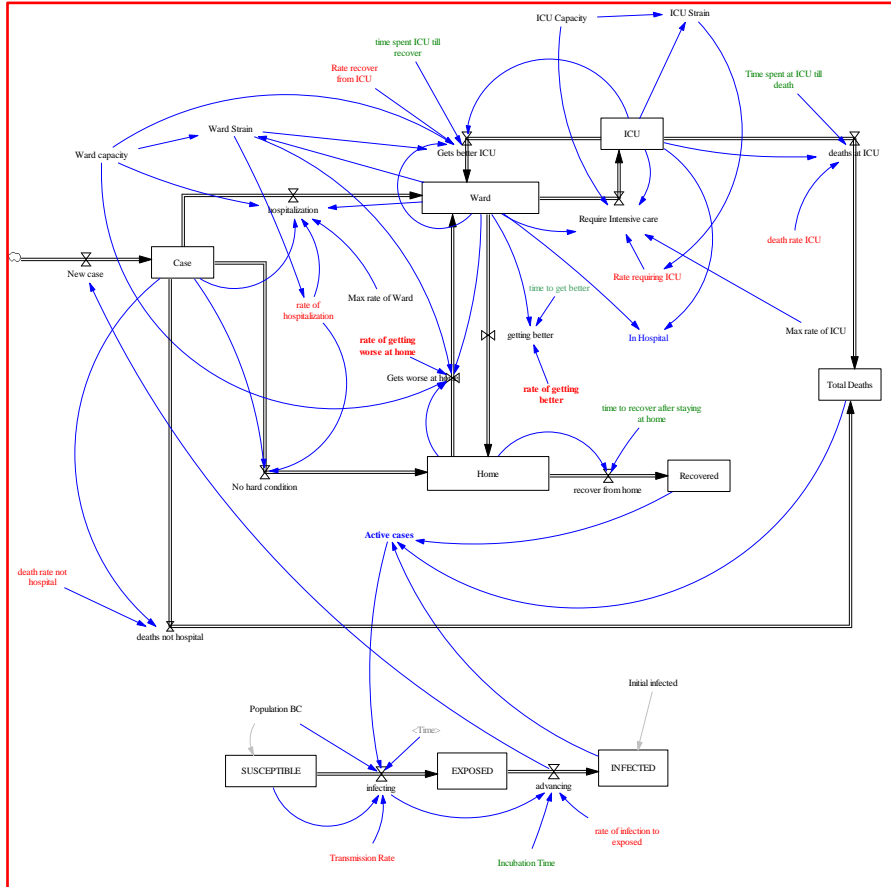 ICU Capacity
ICU Strain
time spent ICU till
recover
Rate recover
from ICU
Time spent at ICU till
death
Ward capacity
Ward Strain
Gets better ICU
ICU
deaths at ICU
Ward
hospitalization
Require Intensive care
death rate ICU
New case
Case
Rate requiring ICU
time to get better
Max rate of Ward
rate of
hospitalization
Max rate of ICU
getting better
In Hospital
rate of getting
worse at home
Gets worse at home
rate of getting
better
Total Deaths
time to recover after staying
at home
No hard condition
Home
recover from home
Recovered
Active cases
death rate not
hospital
deaths not hospital
Initial infected
Population BC
<Time>
SUSCEPTIBLE
infecting
EXPOSED
advancing
INFECTED
Transmission Rate
Incubation Time
rate of infection to
exposed